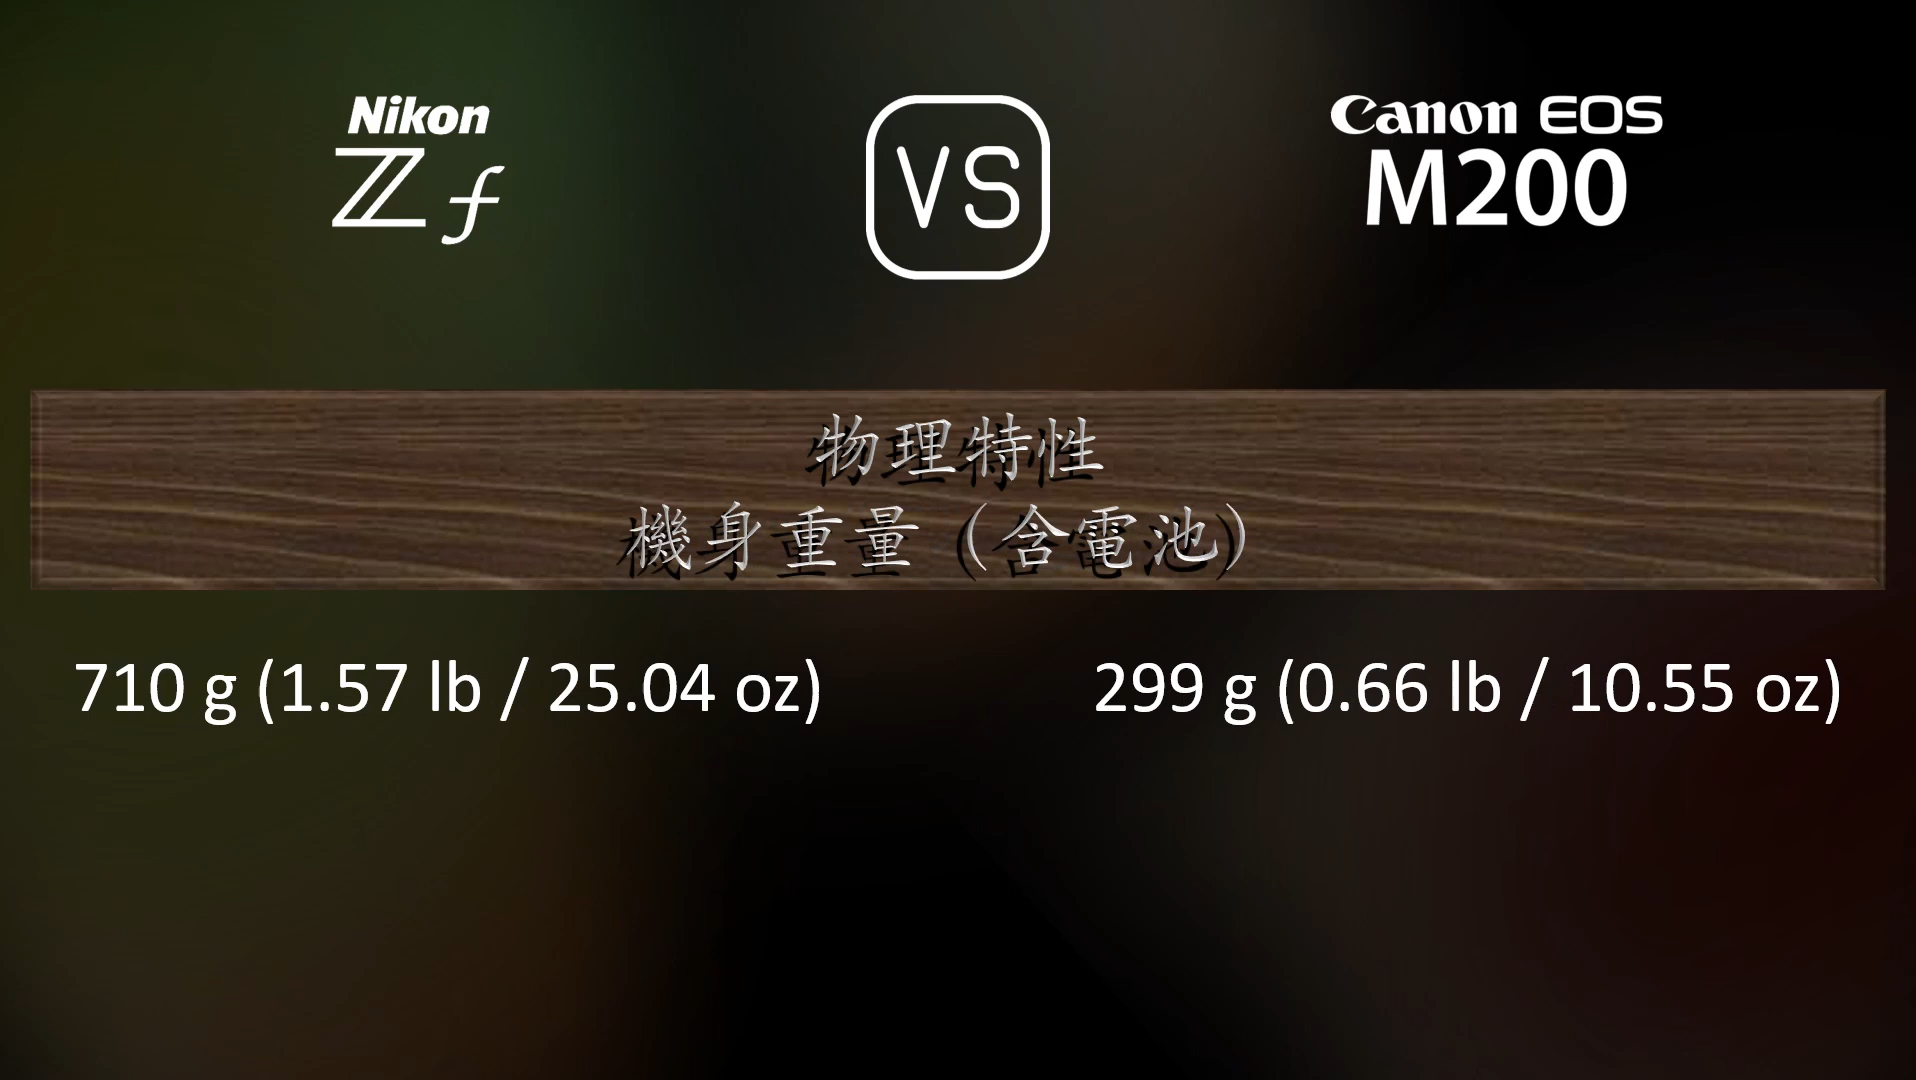 Nikon
Z f
VS
Canon EOS
M200
物理特性
機身重量 (含電池)
710 g (1.57 lb / 25.04 oz)
299 g (0.66 lb / 10.55 oz)